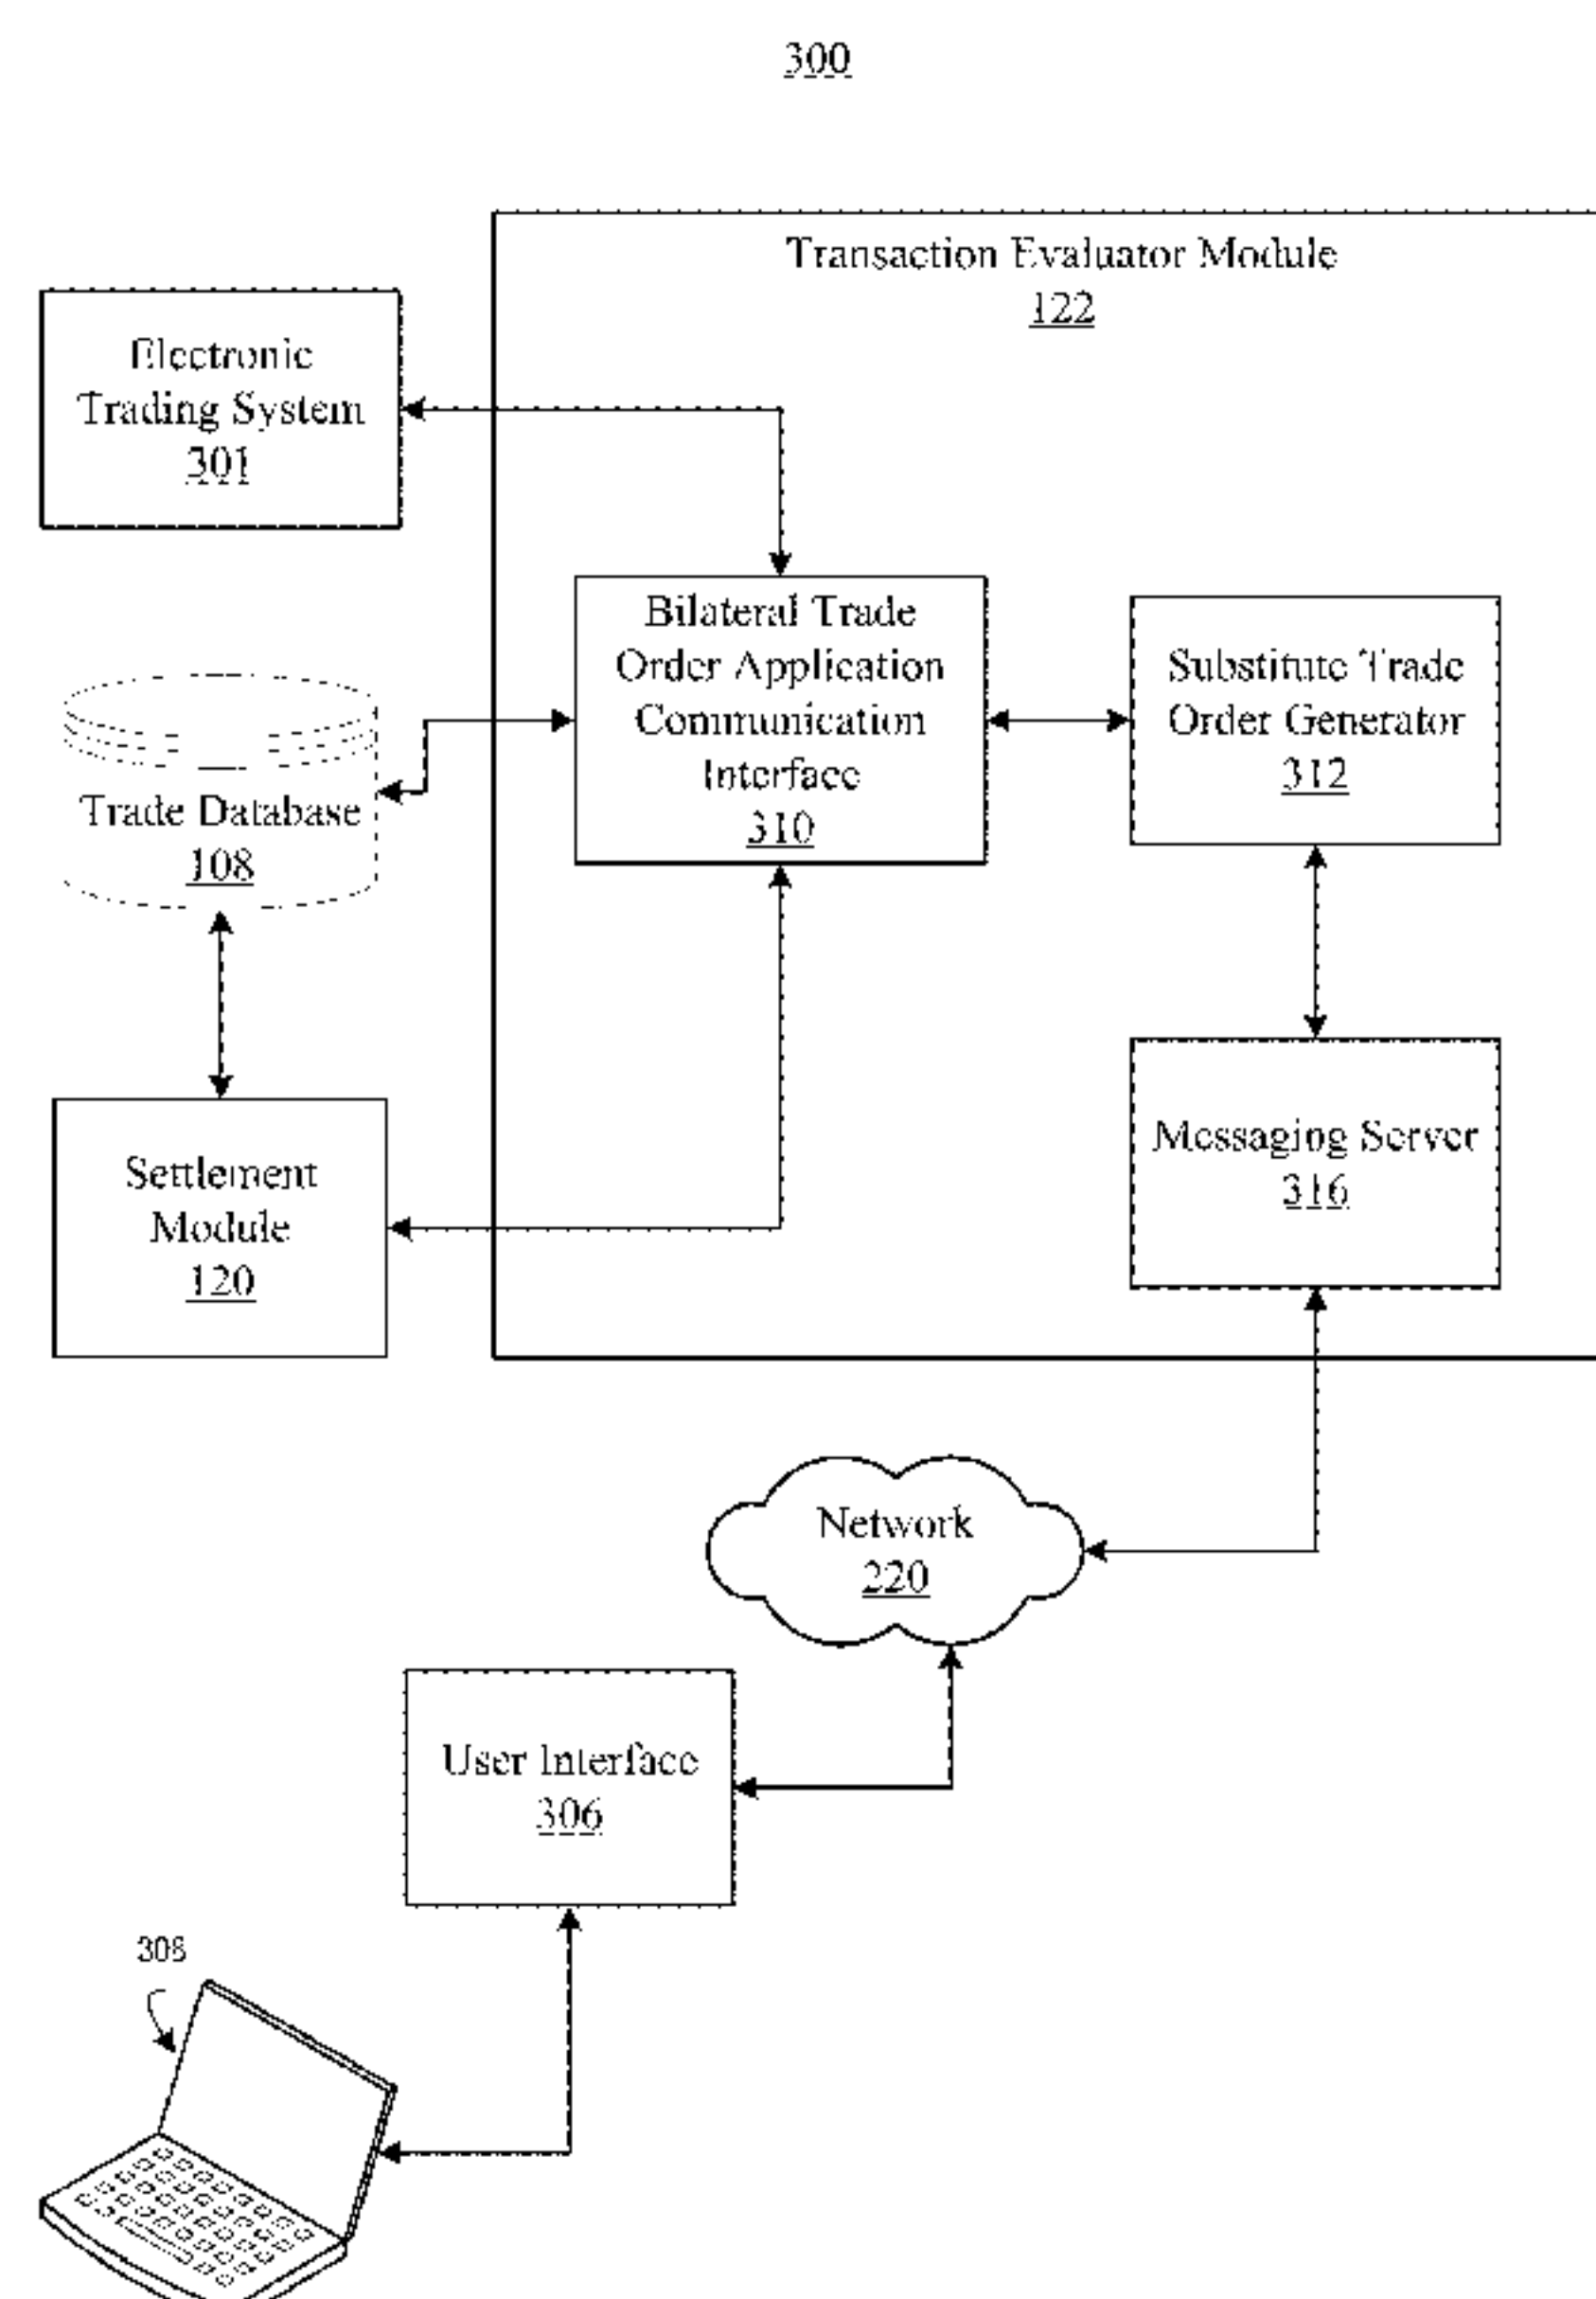 300
Transaction Evaluator Module
122
Electronic
Trading System
301
Bilateral Trade
Order Application
Communication
Interface
310
Substitute Trade
Order Generator
312
Trade Database
108
Messaging Server
316
Settlement
Module
120
Network
220
User Interface
306
308